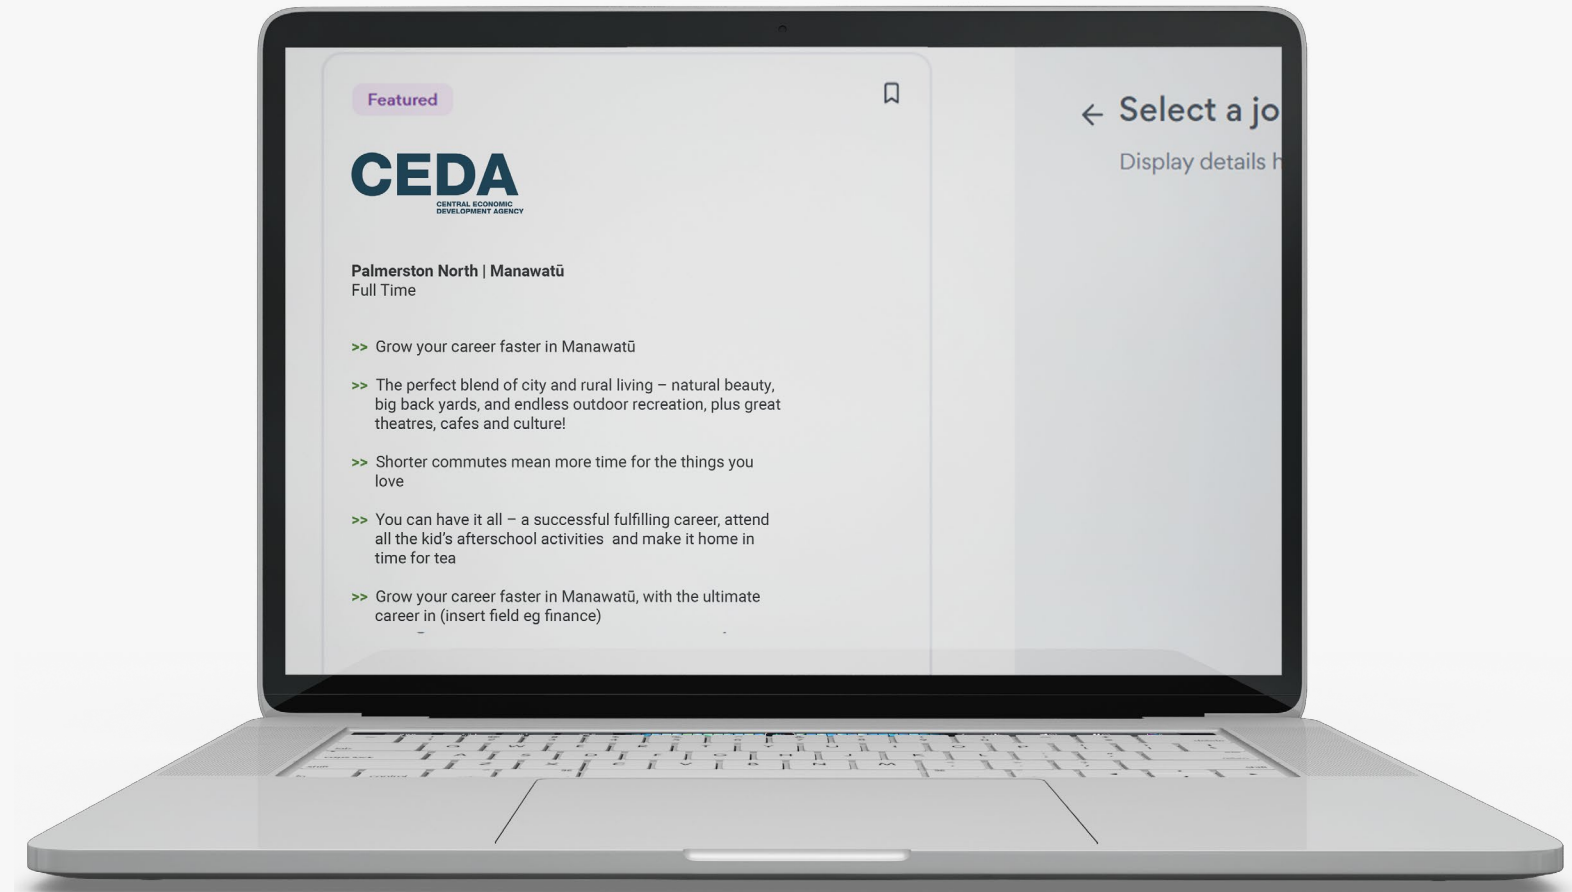 Featured
CEDA
CENTRAL ECONOMIC
DEVELOPMENT AGENCY
Palmerston North | Manawatū
Full Time
>> Grow your career faster in Manawatū
>> The perfect blend of city and rural living – natural beauty,
big back yards, and endless outdoor recreation, plus great
theatres, cafes and culture!
>> Shorter commutes mean more time for the things you
love
>> You can have it all – a successful fulfilling career, attend
all the kid's afterschool activities  and make it home in
time for tea
>> Grow your career faster in Manawatū, with the ultimate
career in (insert field eg finance)
← Select a jo
Display details h